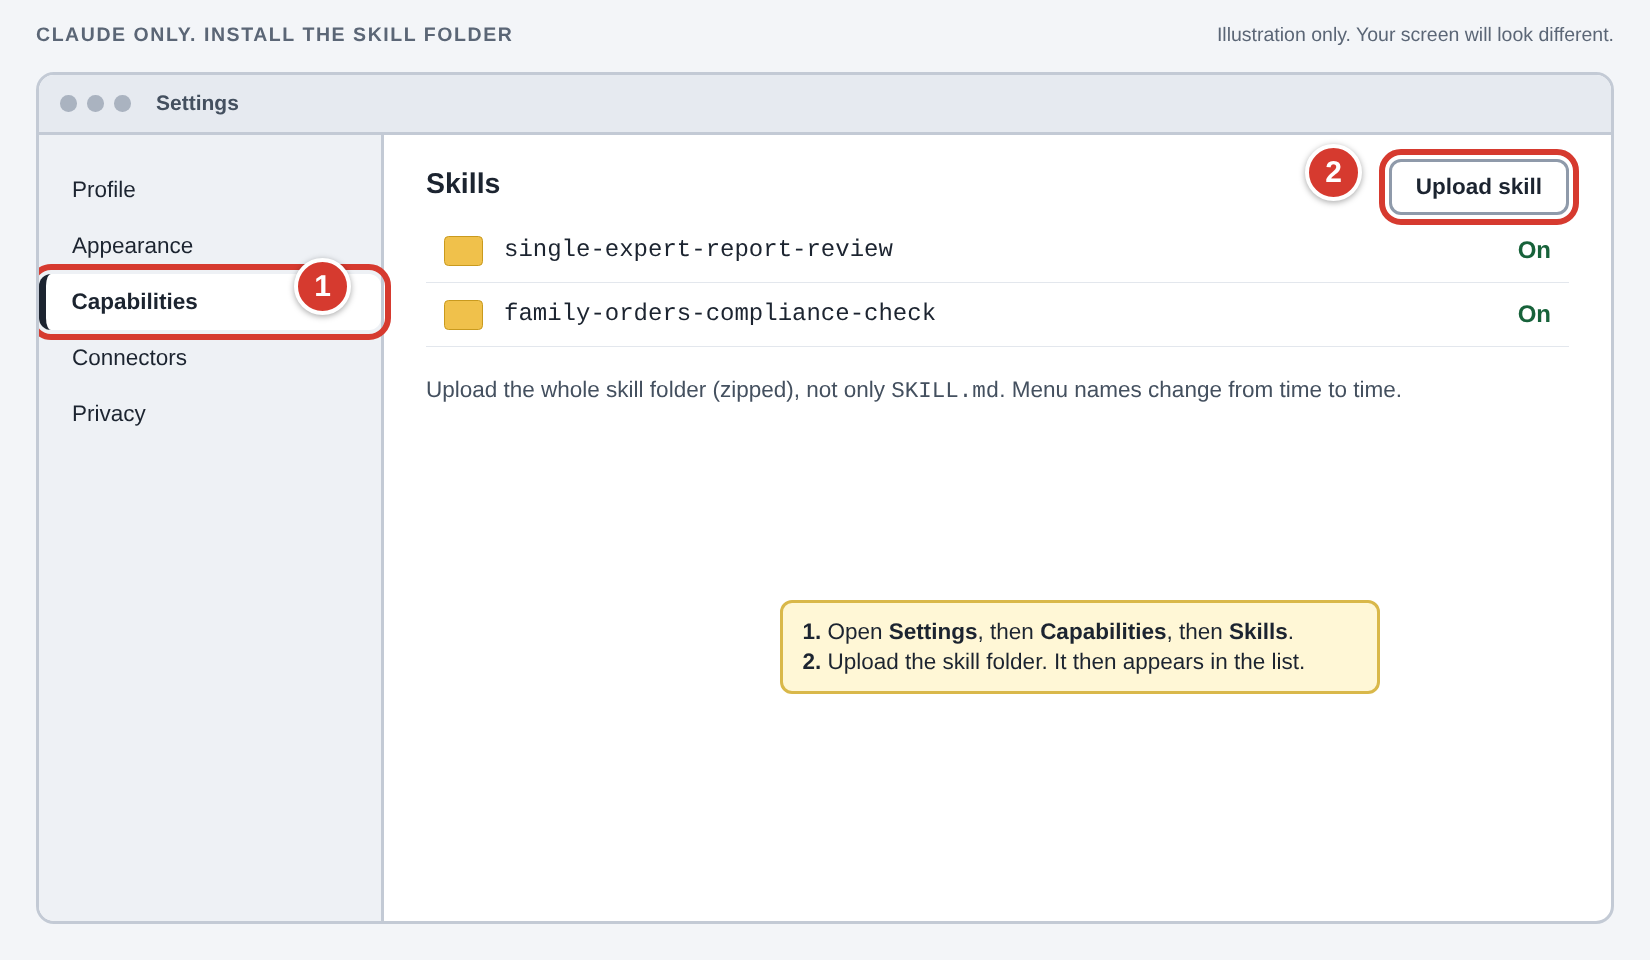 CLAUDE ONLY. INSTALL THE SKILL FOLDER
Illustration only. Your screen will look different.
Settings
Profile
Appearance
Capabilities
1
Connectors
Privacy
Skills
2
Upload skill
single-expert-report-review
On
family-orders-compliance-check
On
Upload the whole skill folder (zipped), not only SKILL.md. Menu names change from time to time.
1. Open Settings, then Capabilities, then Skills.
2. Upload the skill folder. It then appears in the list.